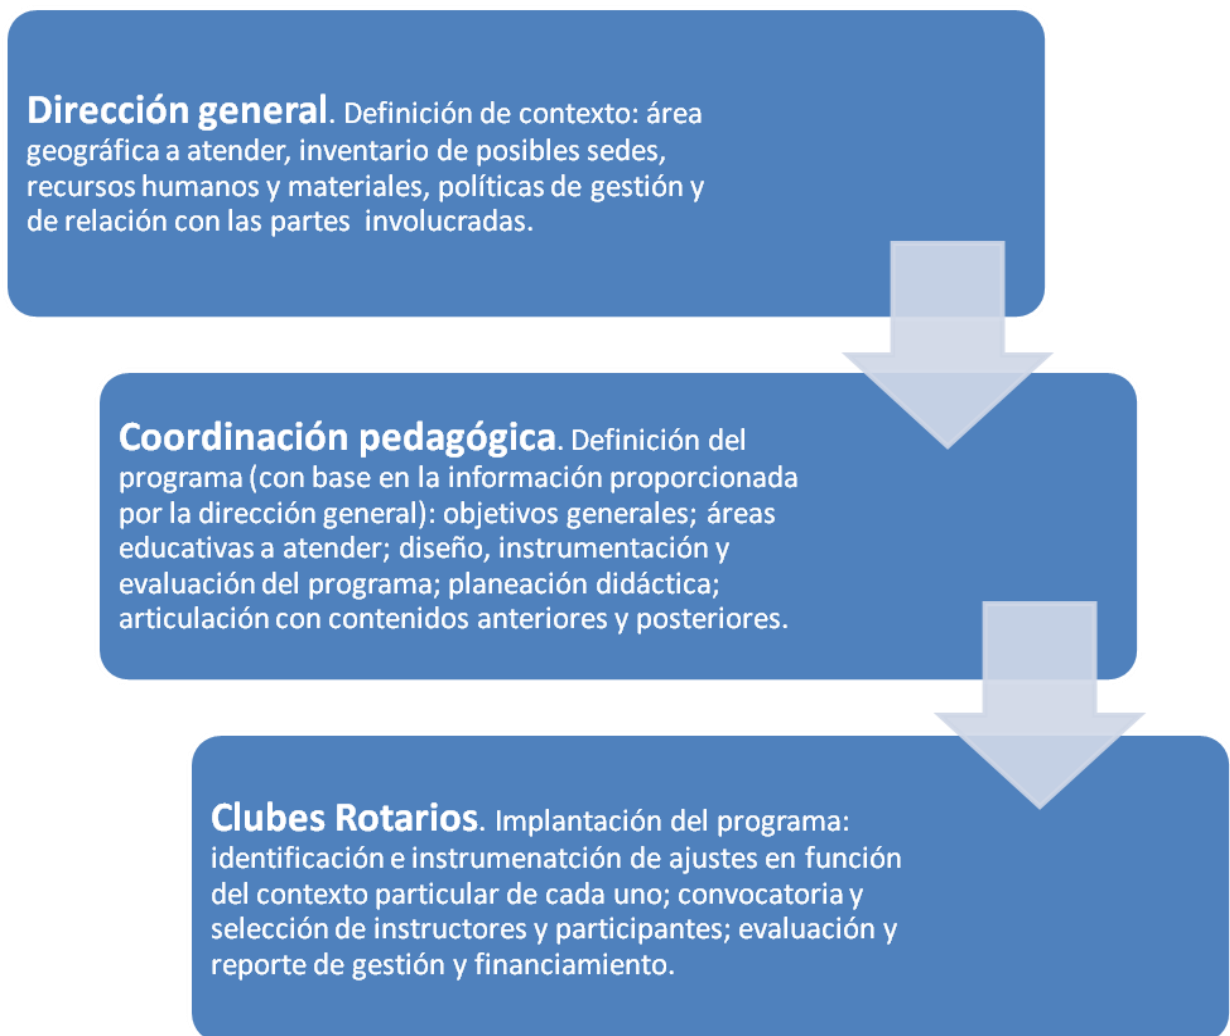 Dirección general. Definición de contexto: área
geográfica a atender, inventario de posibles sedes,
recursos humanos y materiales, políticas de gestión y
de relación con las partes involucradas.
Coordinación pedagógica. Definición del
programa (con base en la información proporcionada
por la dirección general): objetivos generales; áreas
educativas a atender; diseño, instrumentación y
evaluación del programa; planeación didáctica;
articulación con contenidos anteriores y posteriores.
Clubes Rotarios. Implantación del programa:
identificación e instrumenatción de ajustes en función
del contexto particular de cada uno; convocatoria y
selección de instructores y participantes; evaluación y
reporte de gestión y financiamiento.